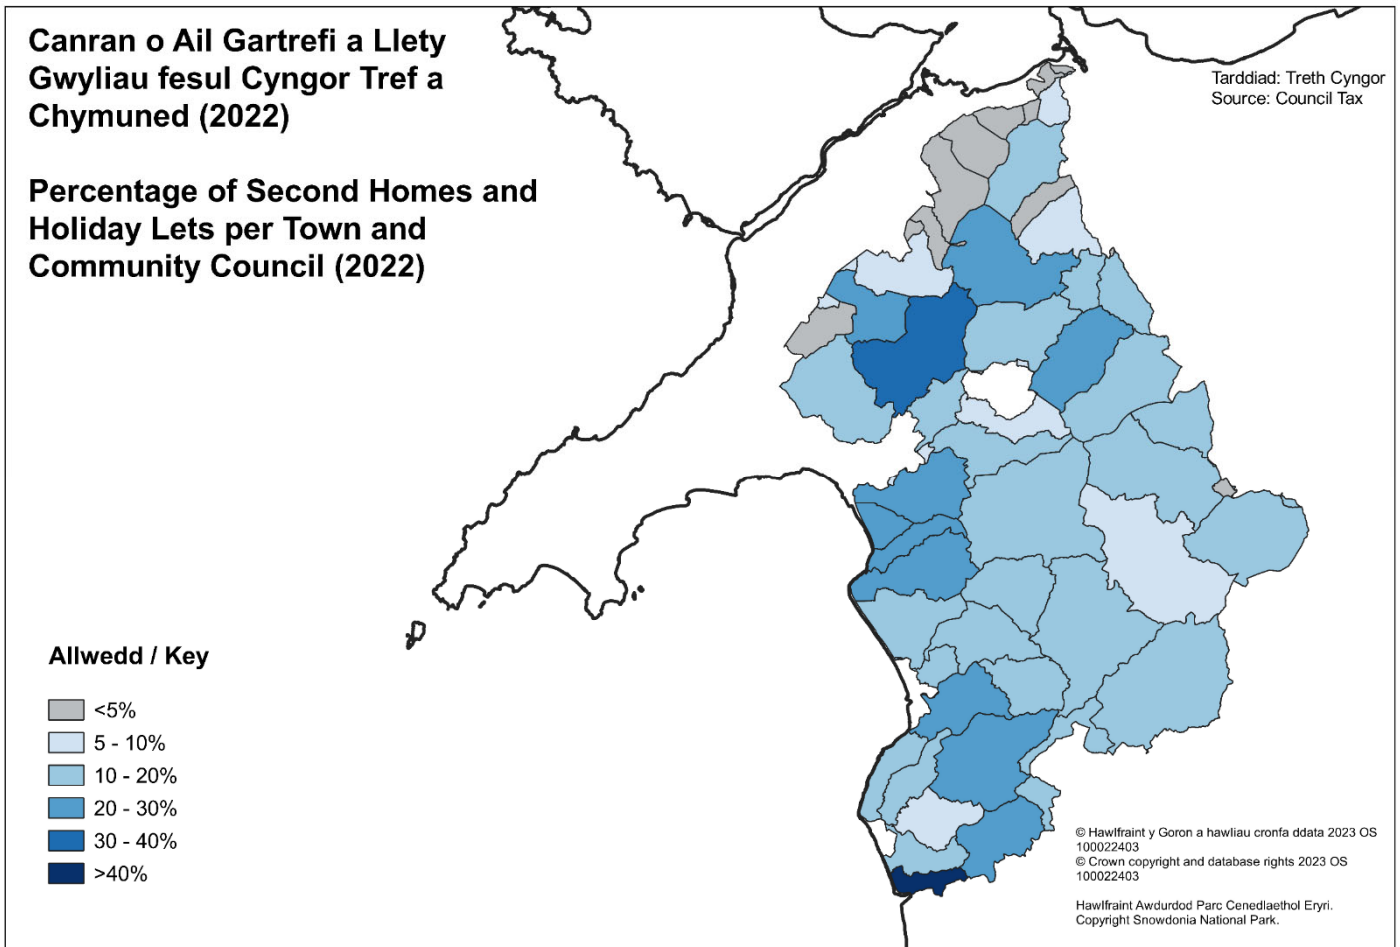 Canran o Ail Gartrefi a Llety
Gwyliau fesul Cyngor Tref a
Chymuned (2022)
Percentage of Second Homes and
Holiday Lets per Town and
Community Council (2022)
Tarddiad: Treth Cyngor
Source: Council Tax
Allwedd / Key
<5%
5 - 10%
10 - 20%
20 - 30%
30 - 40%
>40%
© Hawlfraint y Goron a hawliau cronfa ddata 2023 OS
100022403
© Crown copyright and database rights 2023 OS
100022403
Hawlfraint Awdurdod Parc Cenedlaethol Eryri.
Copyright Snowdonia National Park.